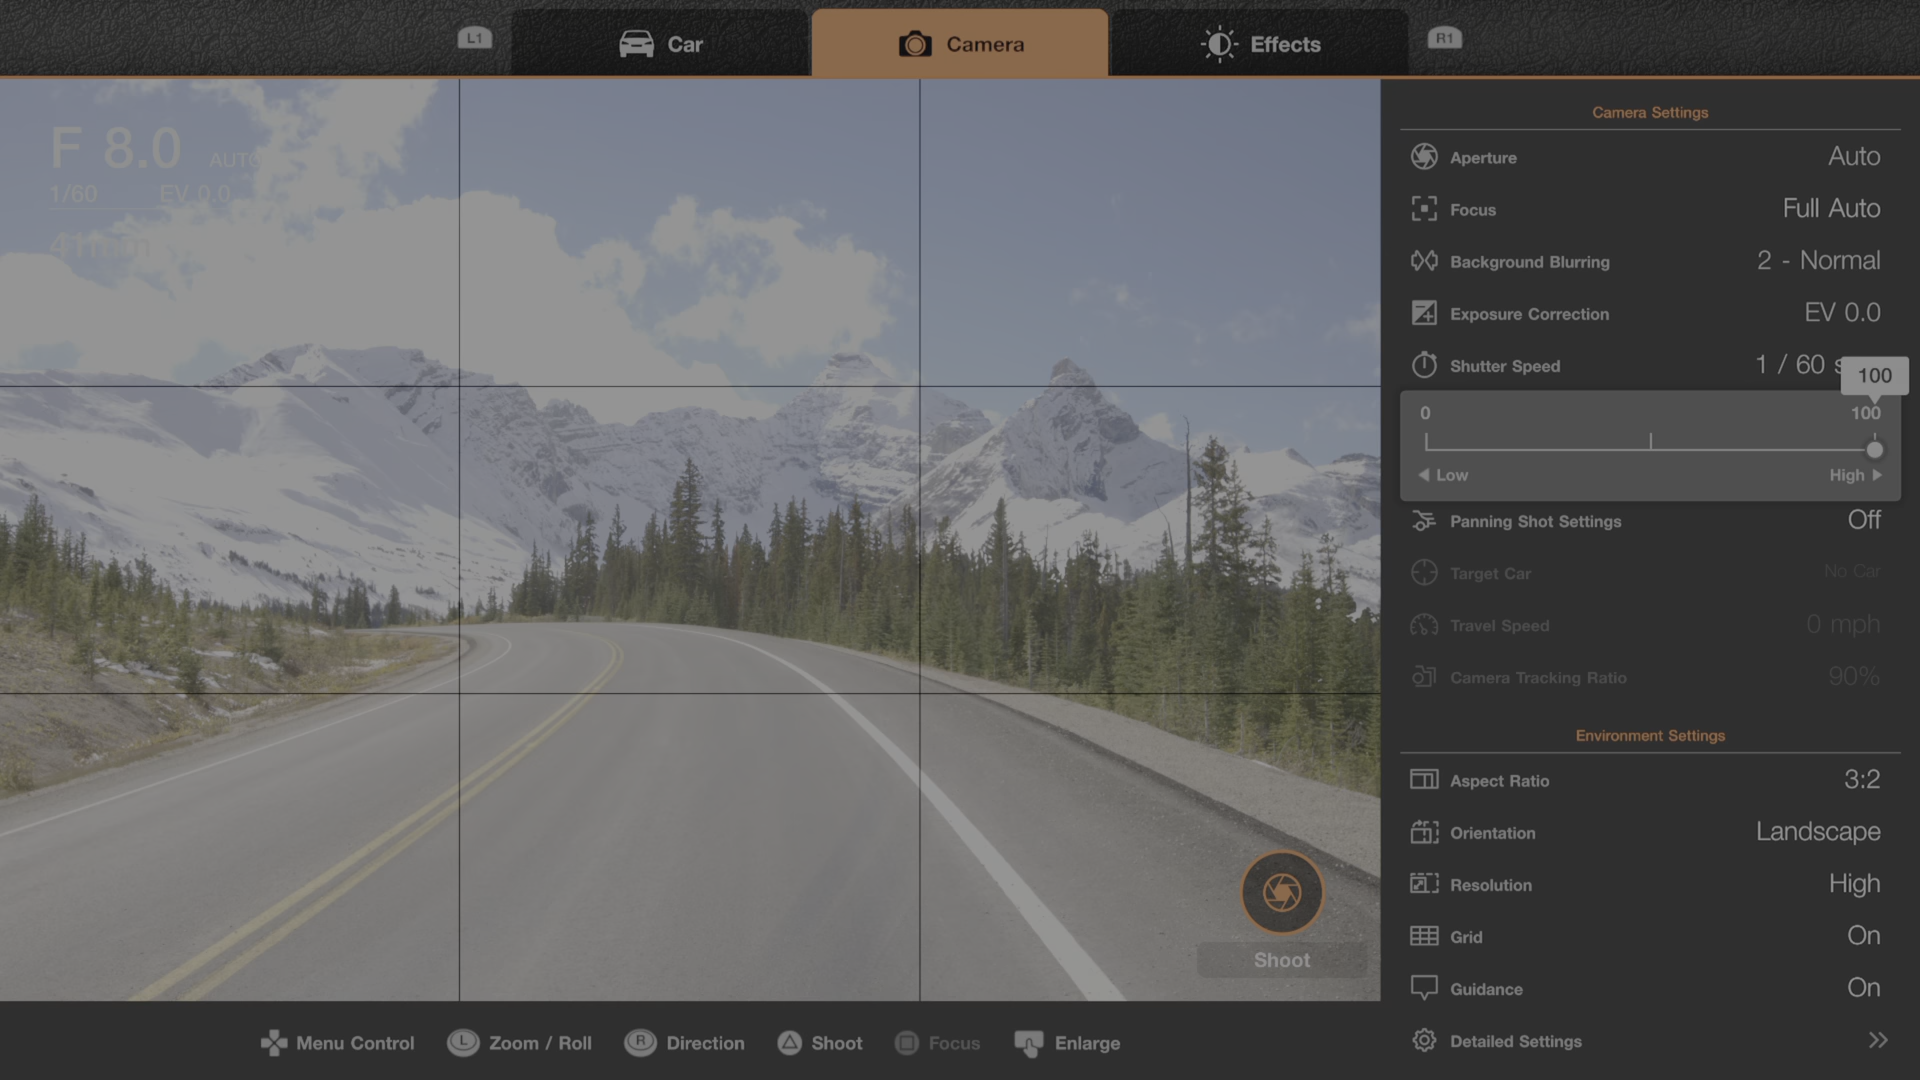 L1
Car
Camera
Effects
R1
F 8.0 AUTO
1/60 EV 0.0
41mm
Camera Settings
Aperture Auto
Focus Full Auto
Background Blurring 2 - Normal
Exposure Correction EV 0.0
Shutter Speed 1 / 60 s
100
0 100
Low High
Panning Shot Settings Off
Target Car No Car
Travel Speed 0 mph
Camera Tracking Ratio 90%
Environment Settings
Aspect Ratio 3:2
Orientation Landscape
Resolution High
Grid On
Guidance On
Detailed Settings
Shoot
Menu Control
L Zoom / Roll
R Direction
Shoot
Focus
Enlarge